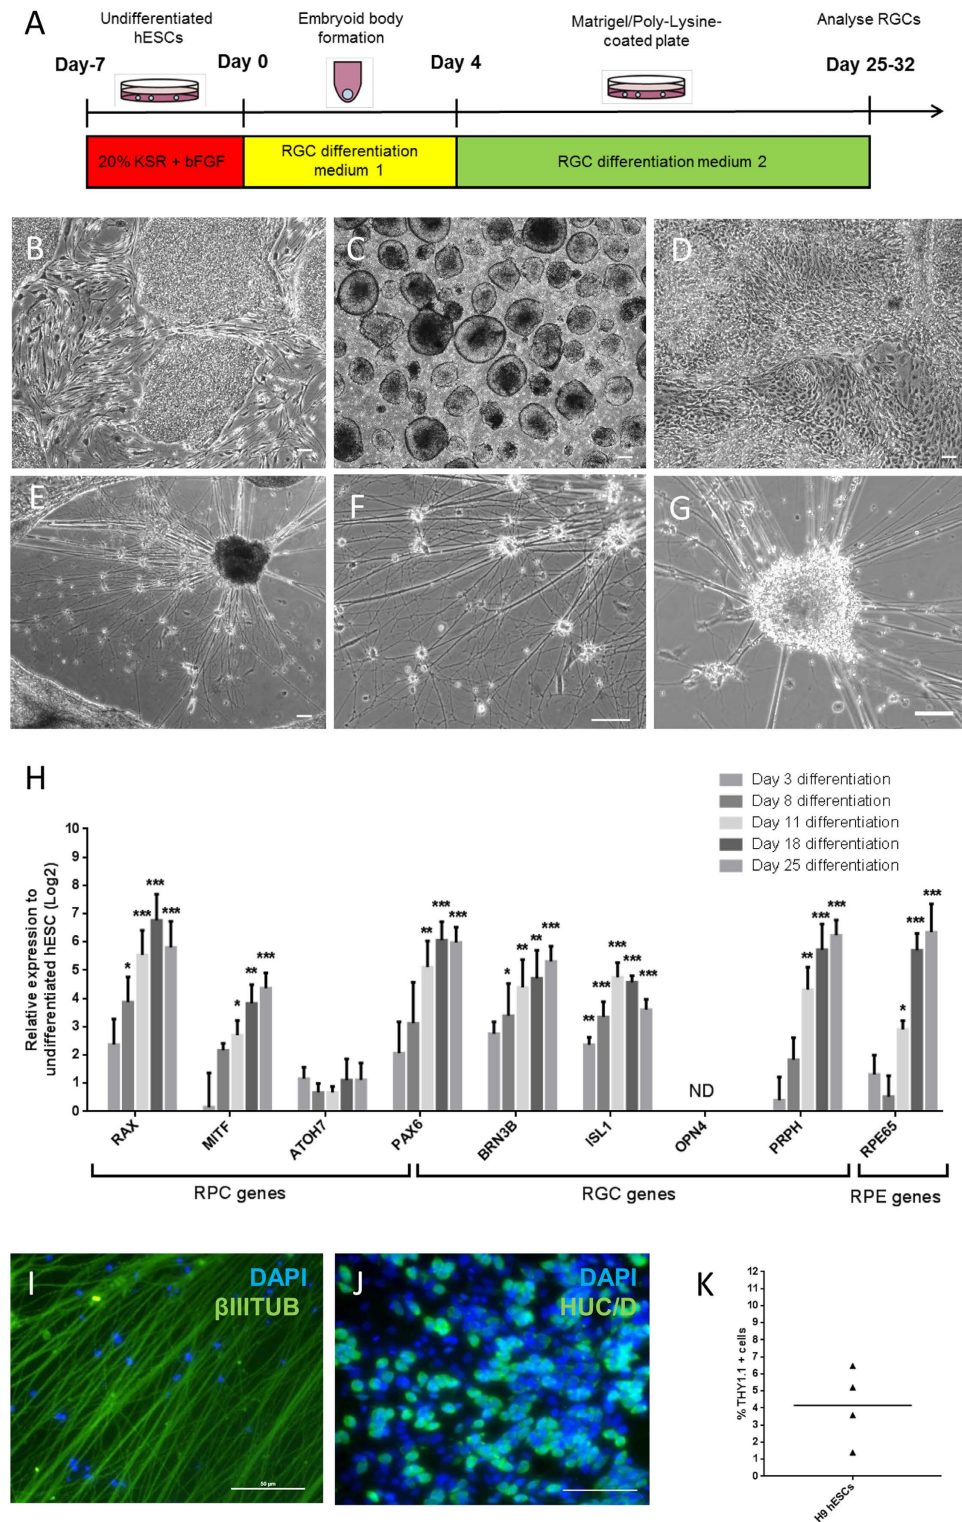 A
Undifferentiated
hESCs
Embryoid body
formation
Matrigel/Poly-Lysine-
coated plate
Analyse RGCs
Day-7
Day 0
Day 4
Day 25-32
20% KSR + bFGF
RGC differentiation
medium 1
RGC differentiation medium 2
B
C
D
E
F
G
H
Day 3 differentiation
Day 8 differentiation
Day 11 differentiation
Day 18 differentiation
Day 25 differentiation
Relative expression to
undifferentiated hESC (Log2)
10
9
8
7
6
5
4
3
2
1
0
* *** *** ***
* ** ***
** *** ***
* ** ** ***
** *** *** *** ***
ND
** *** ***
* *** ***
RAX
MITF
ATOH7
PAX6
BRN3B
ISL1
OPN4
PRPH
RPE65
RPC genes
RGC genes
RPE genes
I
DAPI
βIIITUB
50 µm
J
DAPI
HUC/D
K
% THY1.1 + cells
12
11
10
9
8
7
6
5
4
3
2
1
0
H9 hESCs